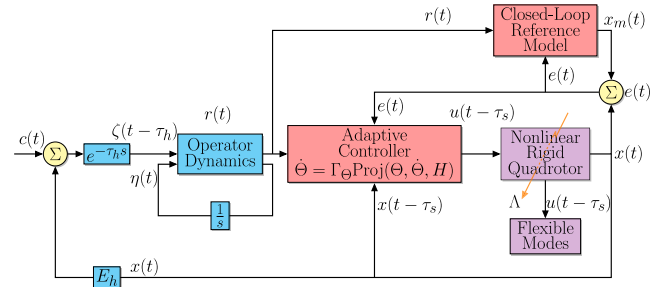 r(t)
Closed-Loop
Reference
Model
x_m(t)
e(t)
e(t)
e(t)
c(t)
Σ
e^{-τ_h s}
ζ(t − τ_h)
r(t)
Operator
Dynamics
η(t)
1/s
Adaptive
Controller
Θ̇ = Γ_Θ Proj(Θ, Θ̇, H)
u(t − τ_s)
Nonlinear
Rigid
Quadrotor
Σ
x(t)
Λ
u(t − τ_s)
x(t − τ_s)
Flexible
Modes
E_h
x(t)